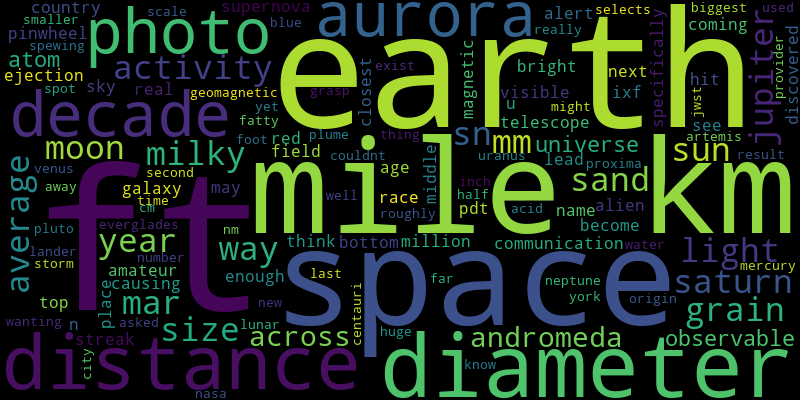 country scale supernova aurora alert selects biggest used
smaller photo blue really coming
pinwheel spewing earth specifically jupiter provider discovered
atom activity sky closest exist magnetic bright next hit
ejection real geomagnetic grasp visible ixf jwst
spot yet u telescope see
decade fatty plume thing might artemis
moon foot couldnt sn mm universe sun
milky red field middle uranus lead proxima result
average venus away second age well inch sand km
ft galaxy may mile race half acid name alien
pluto time cm roughly pdt become
everglades nm
year way think bottom million communication water
lander number space light mercury
storm amateur enough last far neptune saturn
causing york origin
top mar place lunar new centauri huge grain
wanting n asked size across andromeda observable
distance streak city know diameter
nasa